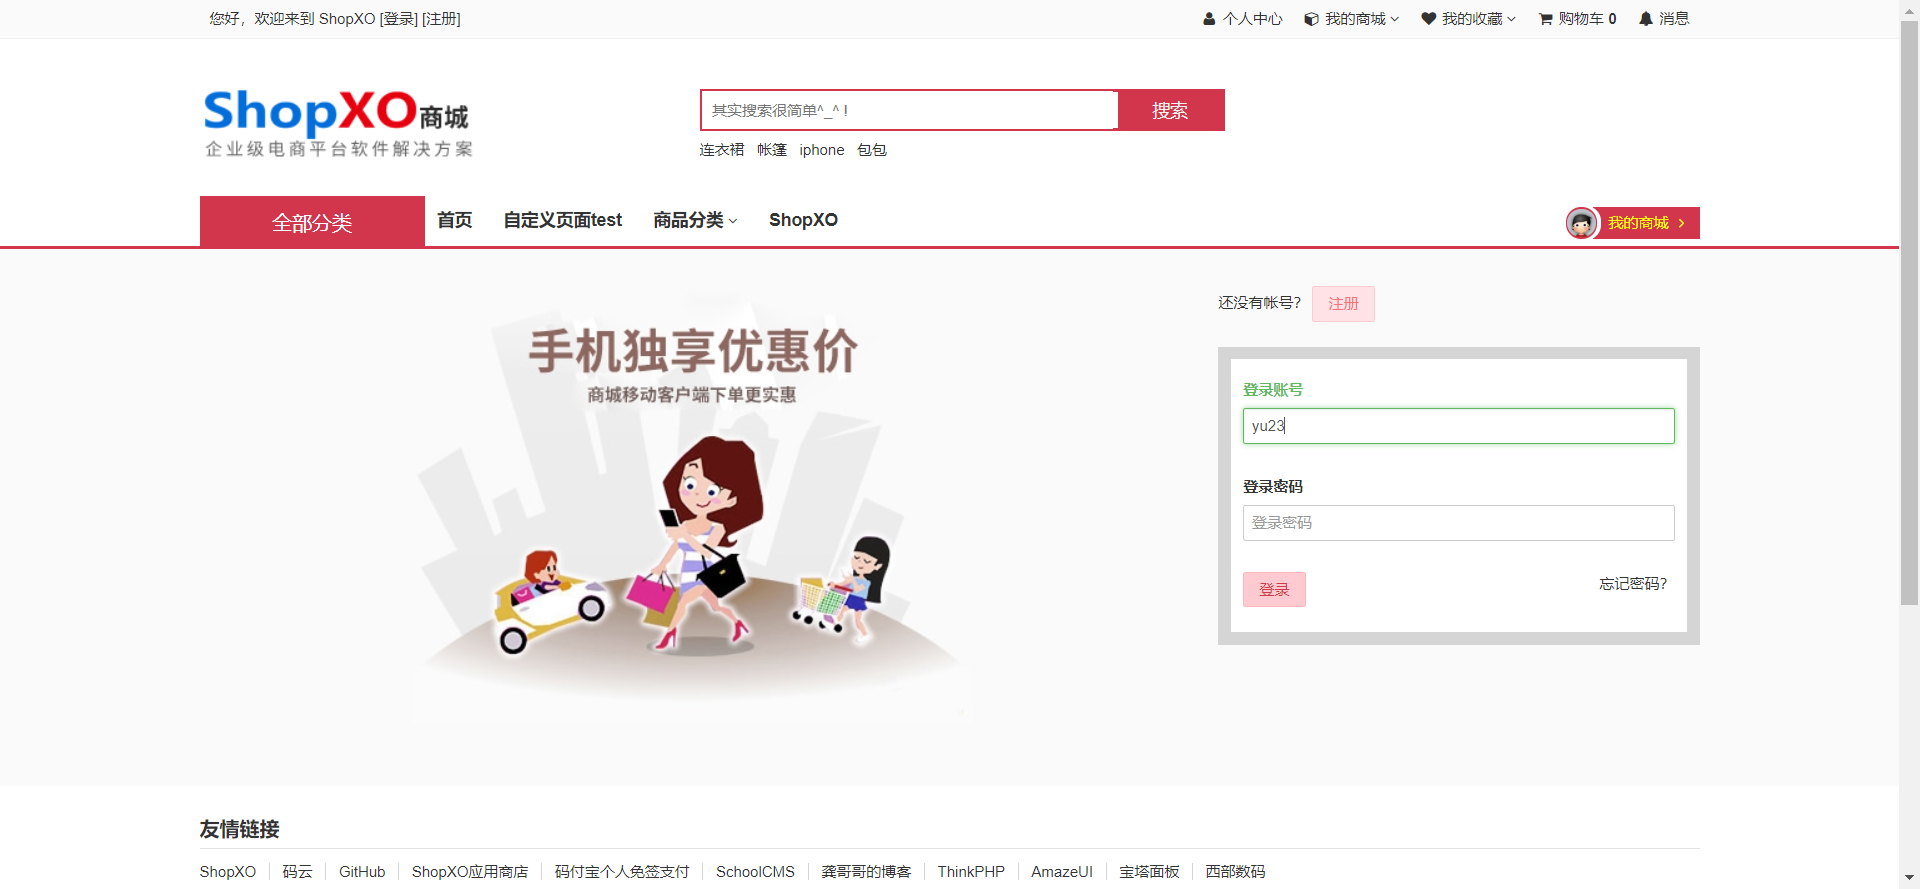 您好，欢迎来到 ShopXO [登录] [注册]
个人中心 我的商城 我的收藏 购物车 0 消息
ShopXO商城
企业级电商平台软件解决方案
其实搜索很简单^_^ !
搜索
连衣裙 帐篷 iphone 包包
全部分类 首页 自定义页面test 商品分类 ShopXO
我的商城
还没有帐号? 注册
手机独享优惠价
商城移动客户端下单更实惠
登录账号
yu23
登录密码
登录密码
登录 忘记密码?
友情链接
ShopXO 码云 GitHub ShopXO应用商店 码付宝个人免签支付 SchoolCMS 龚哥哥的博客 ThinkPHP AmazeUI 宝塔面板 西部数码